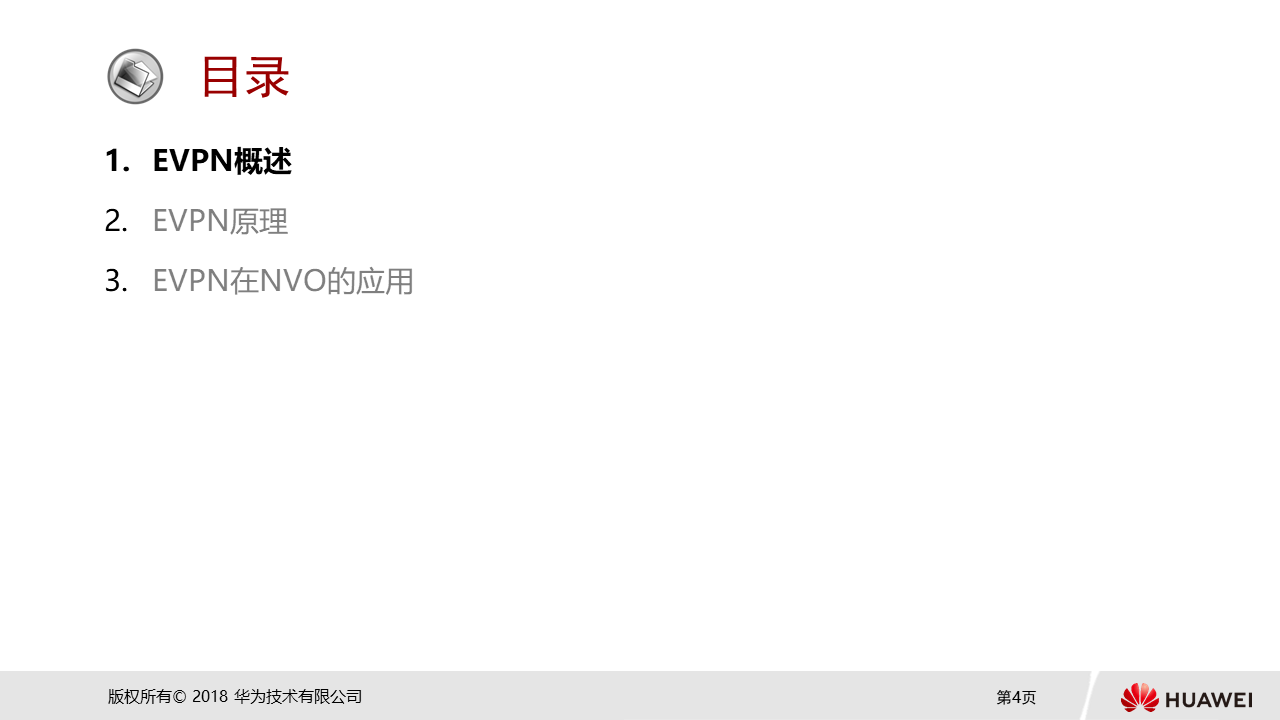 目录
1. EVPN概述
2. EVPN原理
3. EVPN在NVO的应用
版权所有© 2018 华为技术有限公司
第4页
HUAWEI